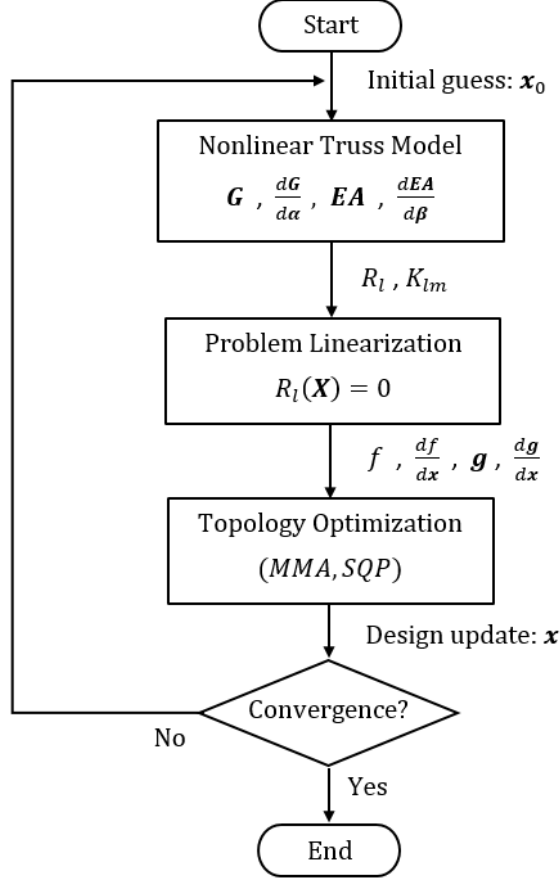 Start
Initial guess: 𝒙₀
Nonlinear Truss Model
𝑮 , d𝑮/d𝜶 , 𝑬𝑨 , d𝑬𝑨/d𝜷
R_l , K_lm
Problem Linearization
R_l(𝑿) = 0
f , df/d𝒙 , 𝒈 , d𝒈/d𝒙
Topology Optimization
(MMA, SQP)
Design update: 𝒙
Convergence?
No
Yes
End